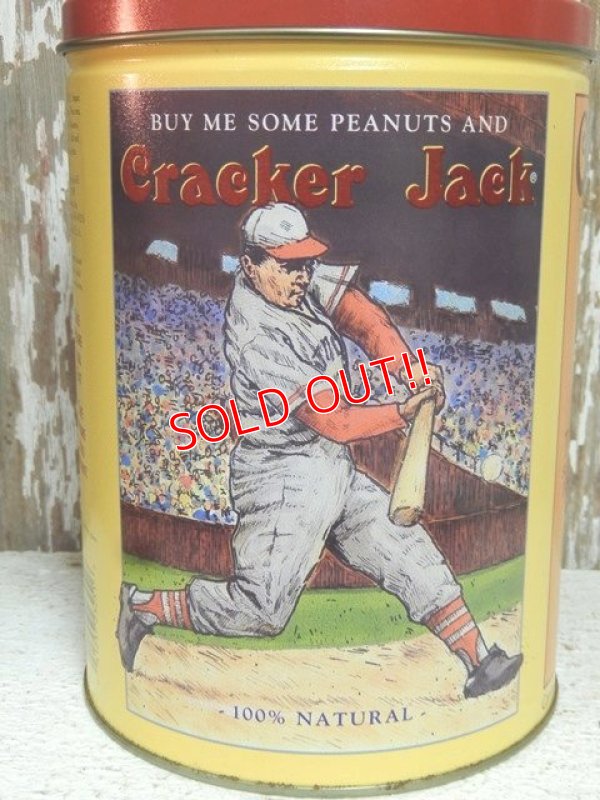 BUY ME SOME PEANUTS AND
Cracker Jack®
SOLD OUT!!
- 100% NATURAL -